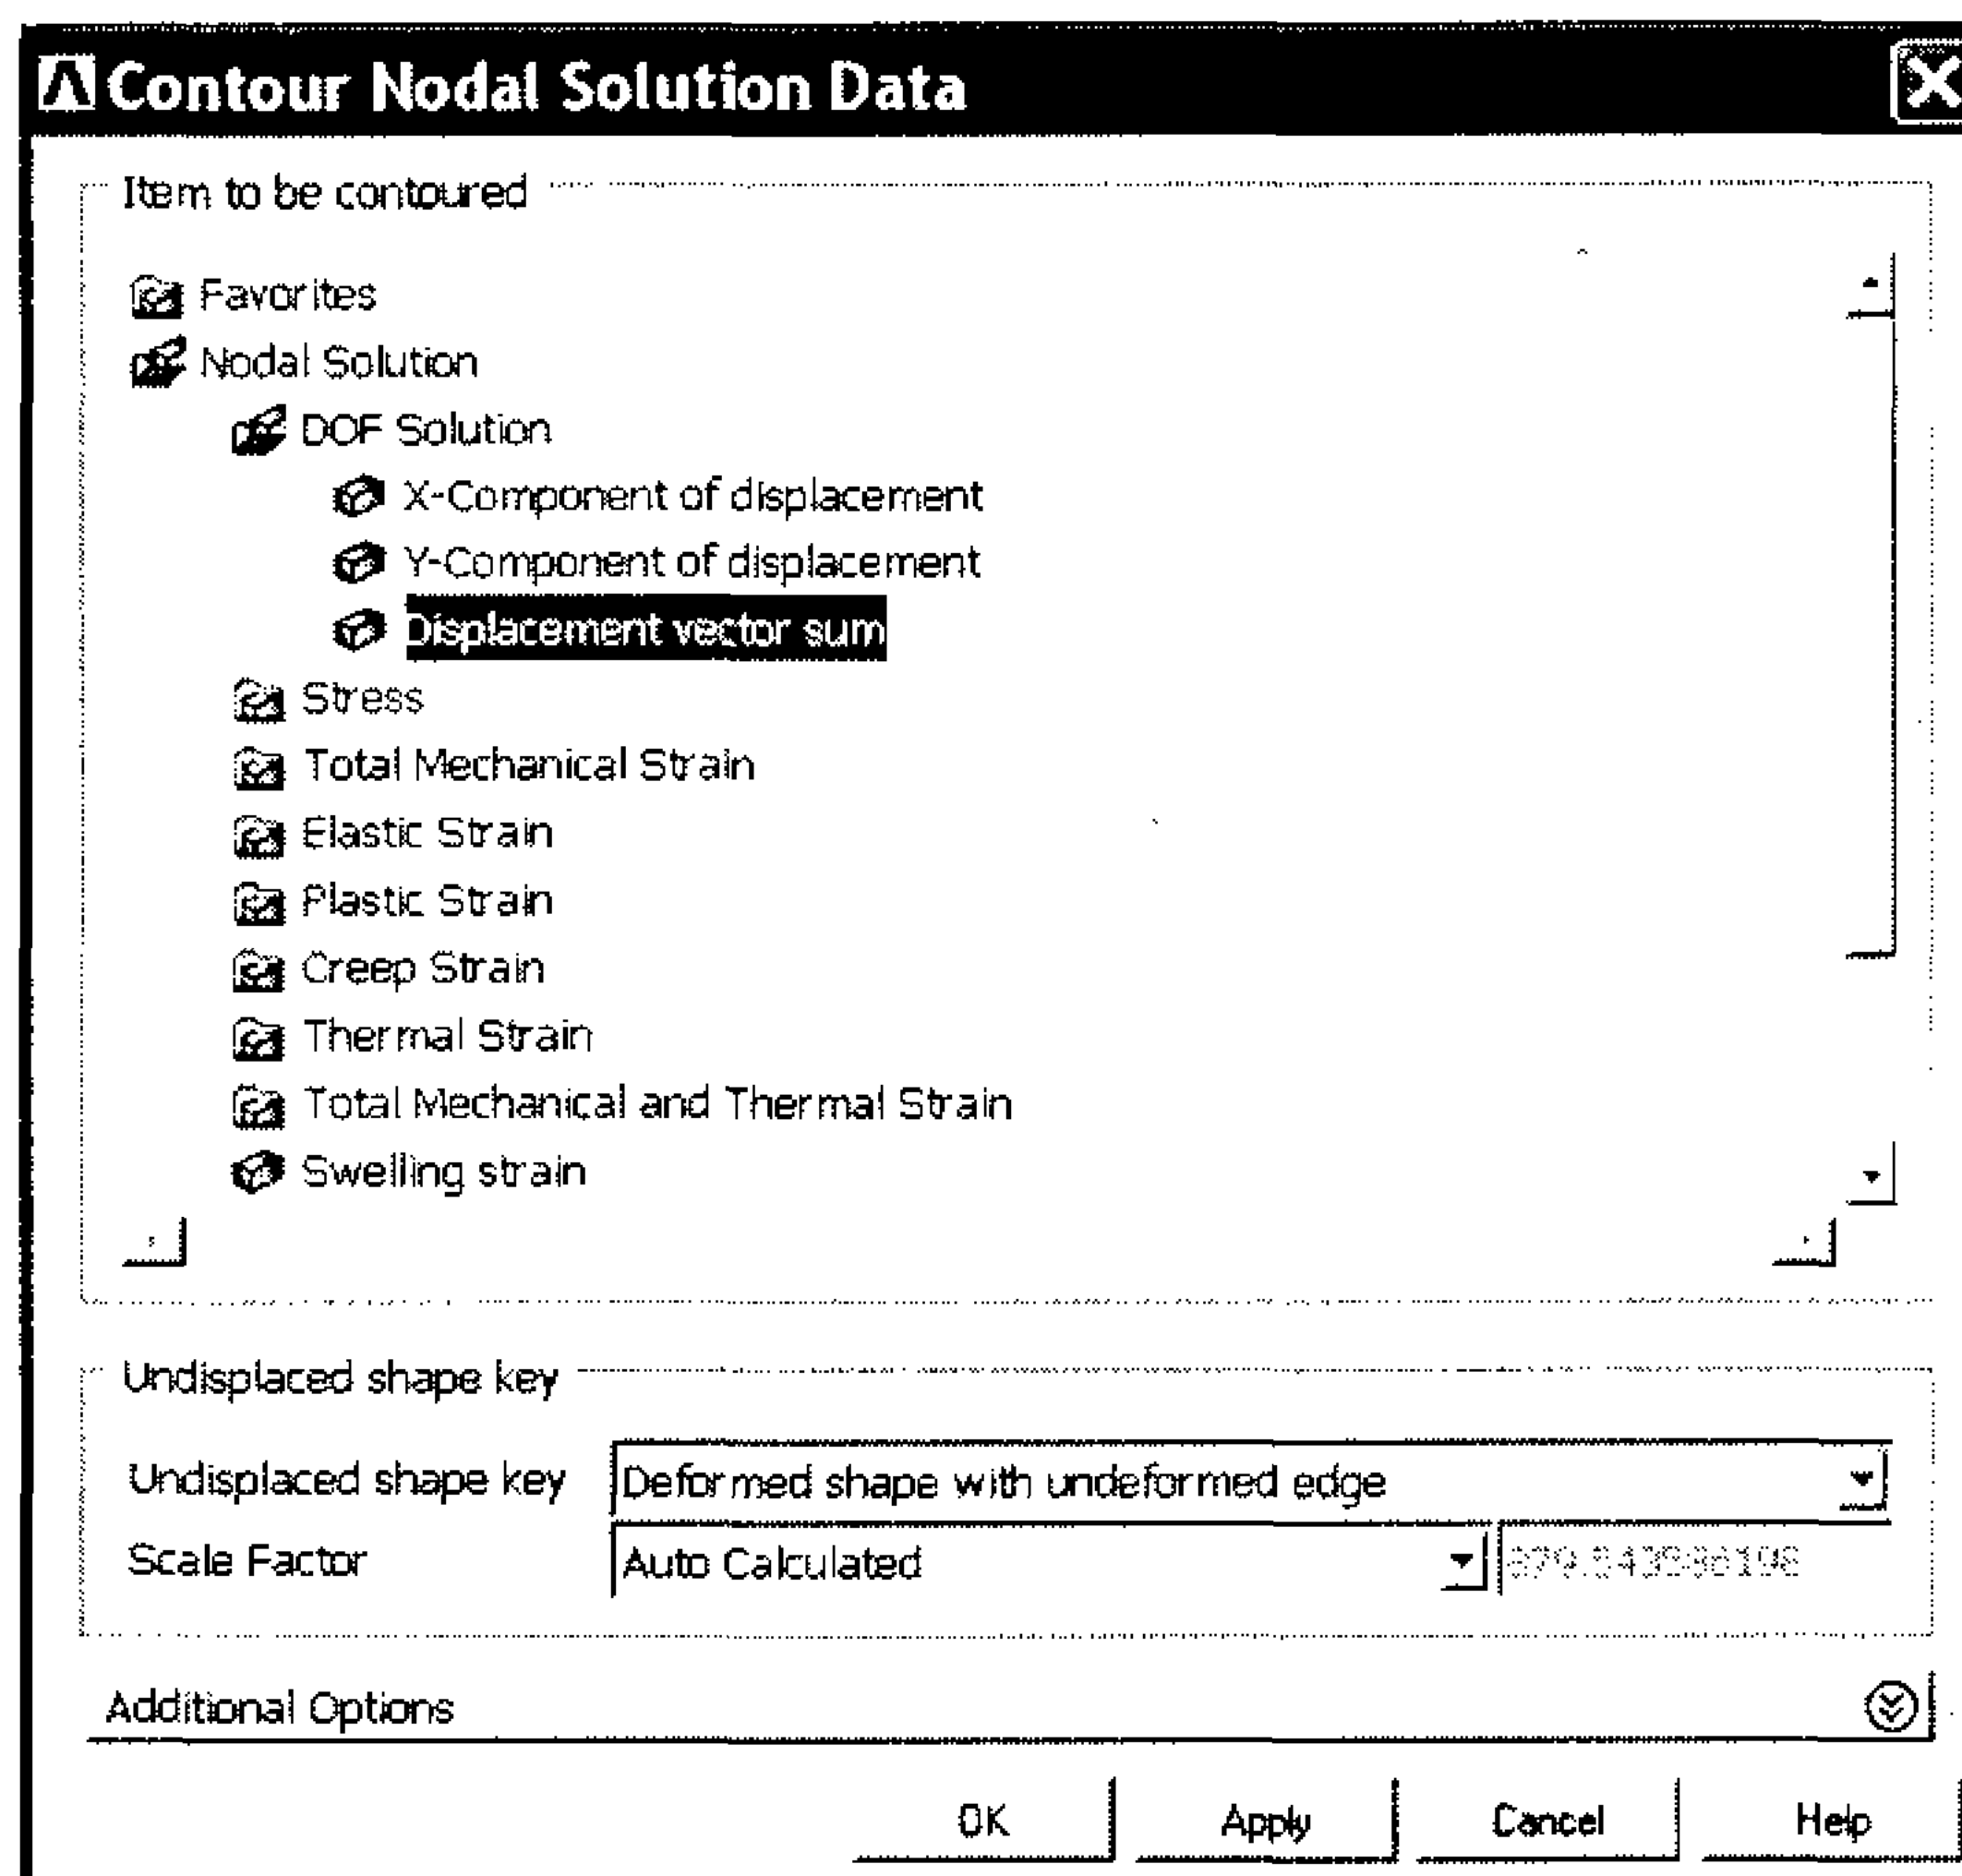 Contour Nodal Solution Data
Item to be contoured
Favorites
Nodal Solution
DOF Solution
X-Component of displacement
Y-Component of displacement
Displacement vector sum
Stress
Total Mechanical Strain
Elastic Strain
Plastic Strain
Creep Strain
Thermal Strain
Total Mechanical and Thermal Strain
Swelling strain
Undisplaced shape key
Undisplaced shape key Deformed shape with undeformed edge
Scale Factor Auto Calculated
Additional Options
OK Apply Cancel Help